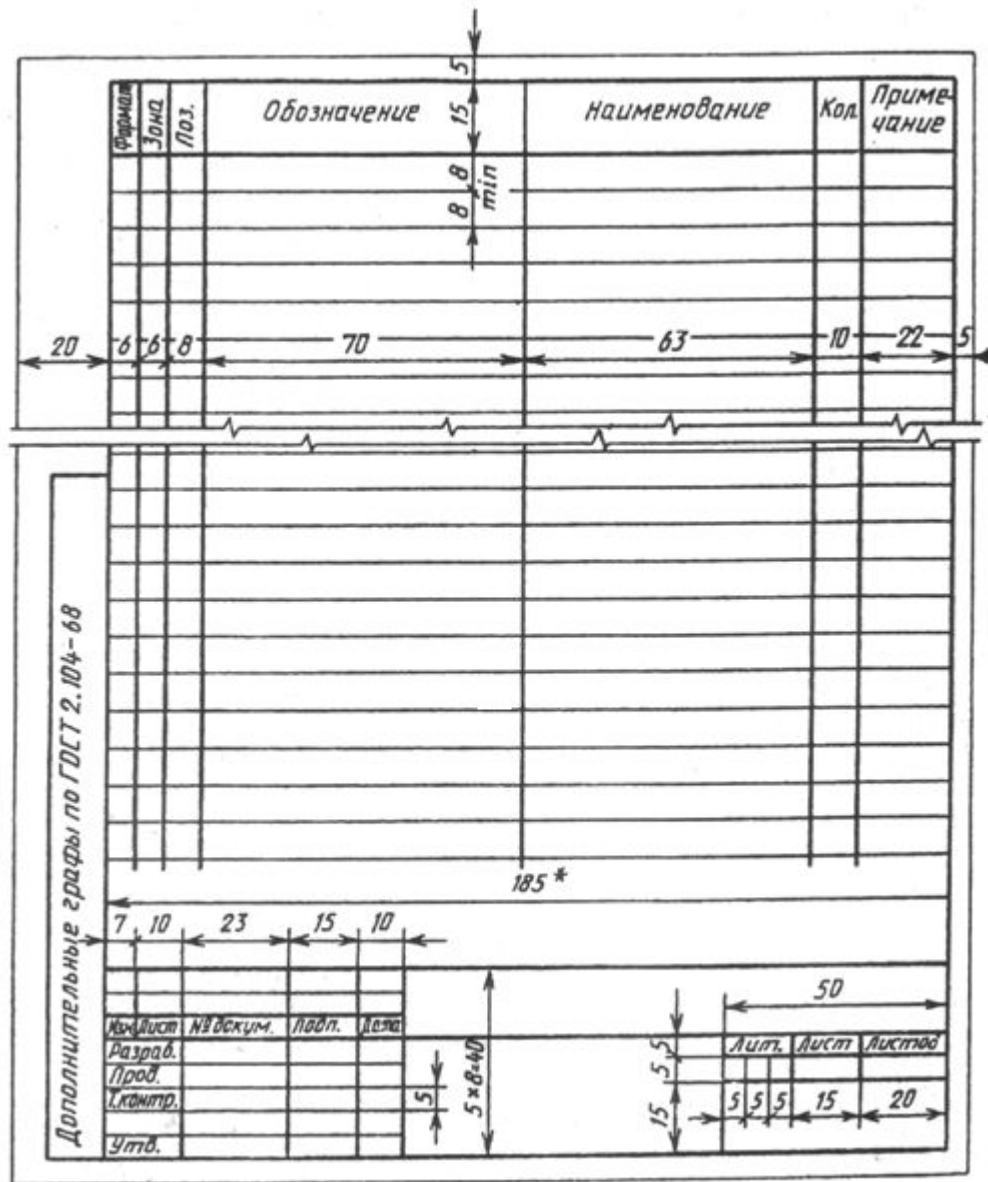 5
Формат
Зона
Поз.
Обозначение
15
Наименование
Кол.
Приме-
чание
8
8
min
20
6
6
8
70
63
10
22
5
Дополнительные графы по ГОСТ 2.104-68
185*
7
10
23
15
10
50
Изм
Лист
№ докум.
Подп.
Дата
5
Лит.
Лист
Листов
Разраб.
5
Пров.
5×8=40
Т.контр.
5
15
5
5
5
15
20
Утв.